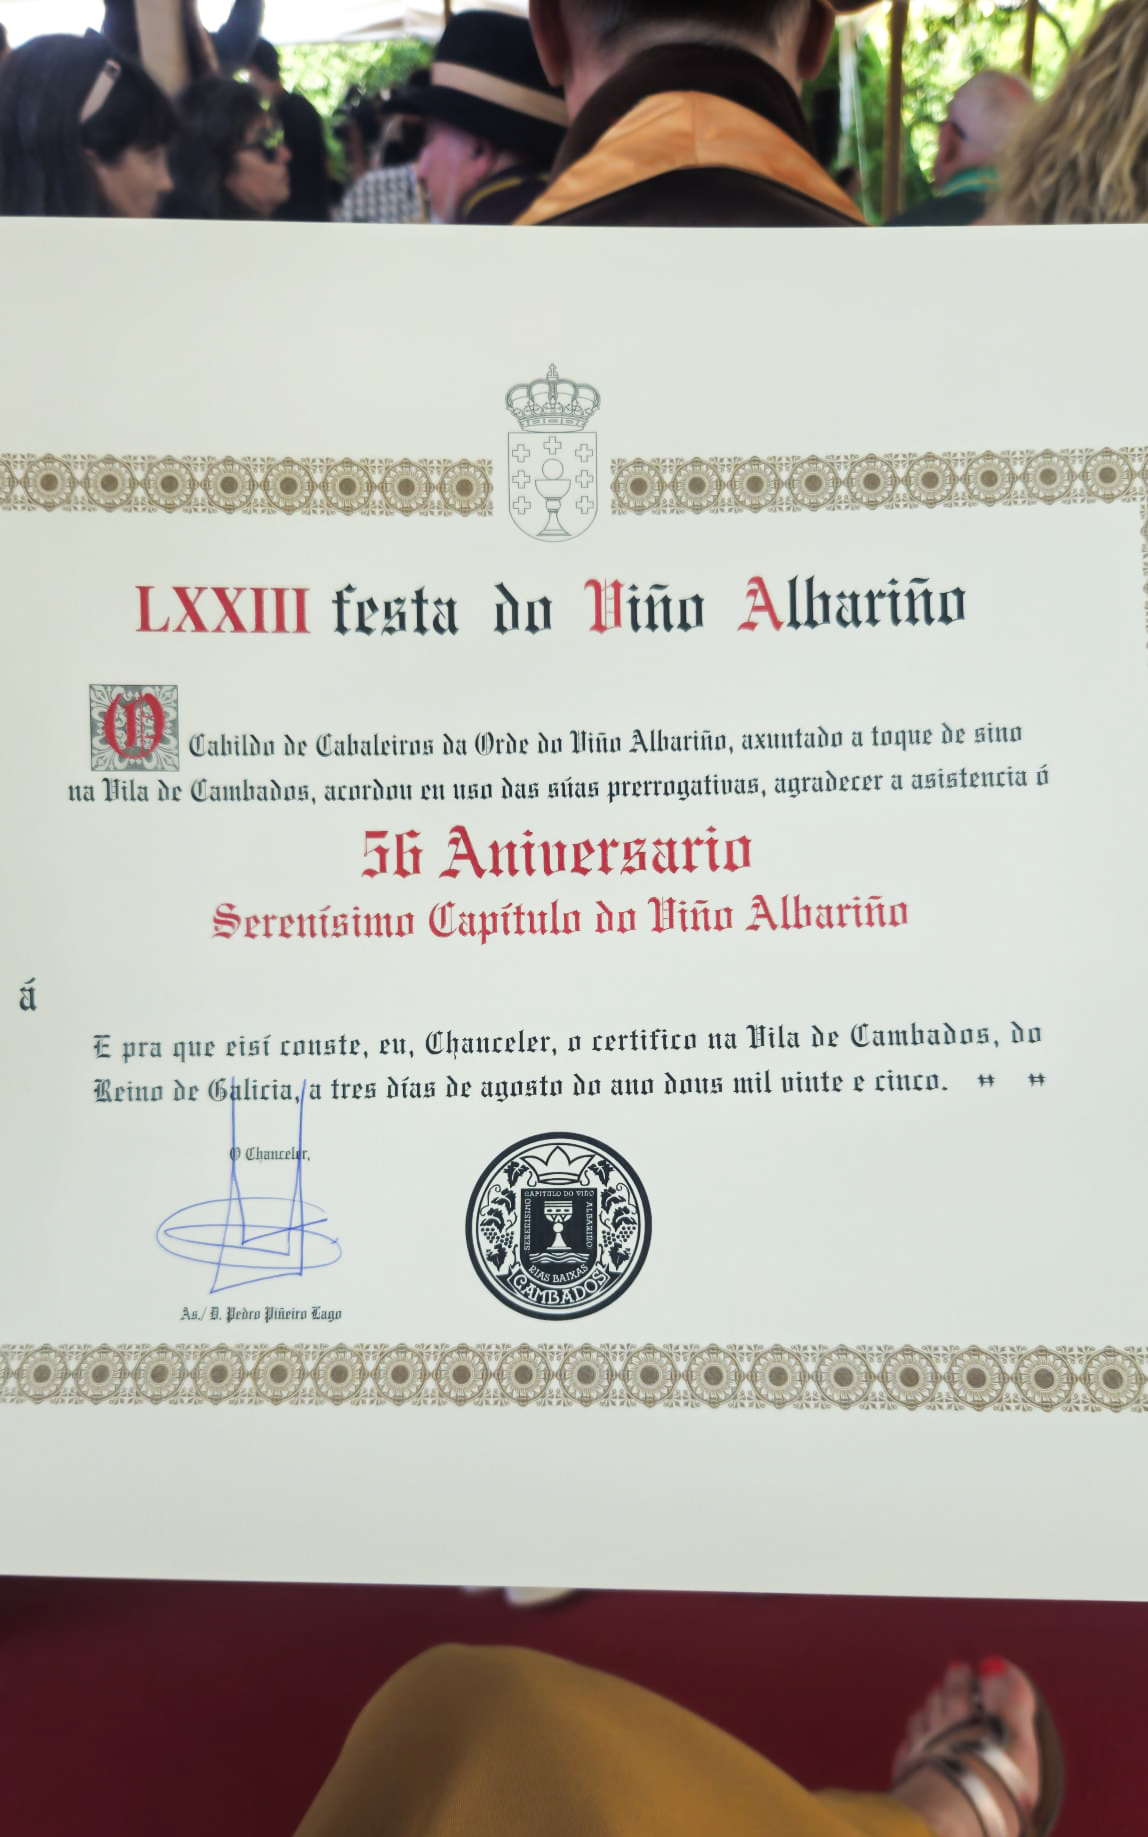 LXXIII festa do Viño Albariño
O Cabildo de Cabaleiros da Orde do Viño Albariño, axuntado a toque de sino
na Vila de Cambados, acordou en uso das súas prerrogativas, agradecer a asistencia ó
56 Aniversario
Serenísimo Capítulo do Viño Albariño
á
E pra que eisí conste, eu, Chanceler, o certifico na Vila de Cambados, do
Reino de Galicia, a tres días de agosto do ano dous mil vinte e cinco. # #
O Chanceler,
As./ D. Pedro Piñeiro Lago
SERENISIMO CAPITULO DO VIÑO ALBARIÑO
RIAS BAIXAS
CAMBADOS